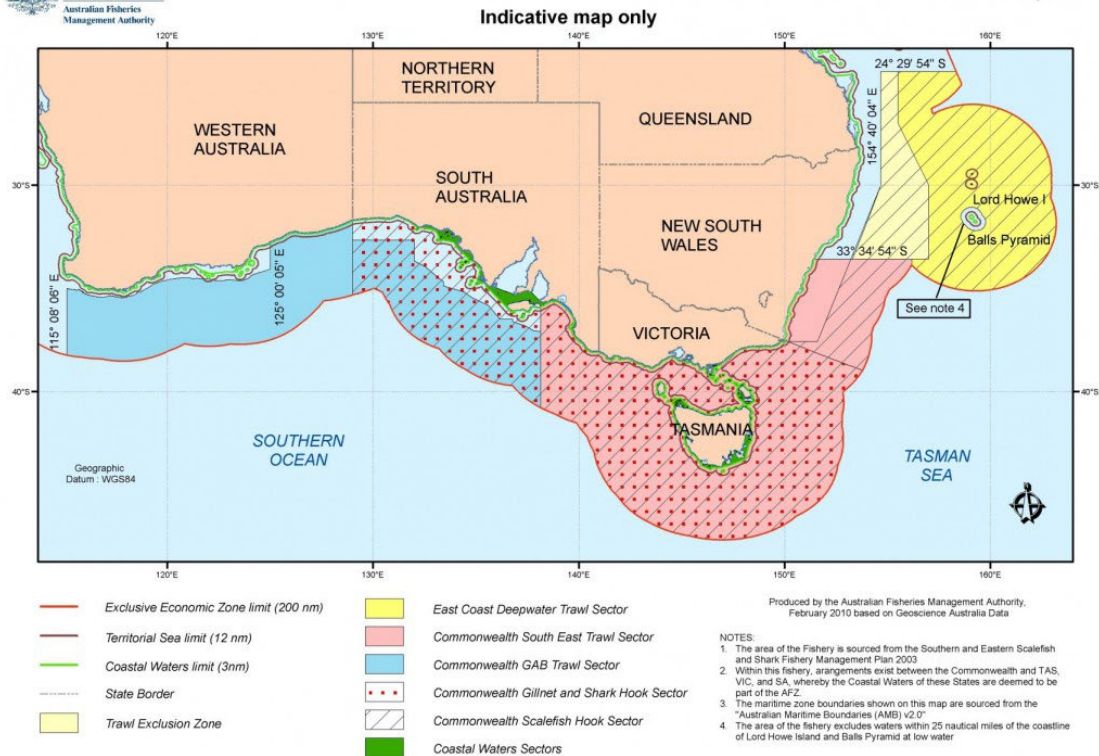 Australian Fisheries
Management Authority
Indicative map only
120°E
130°E
140°E
150°E
160°E
24° 29' 54" S
NORTHERN
TERRITORY
QUEENSLAND
WESTERN
AUSTRALIA
154° 40' 04" E
SOUTH
AUSTRALIA
30°S
30°S
Lord Howe I
NEW SOUTH
WALES
Balls Pyramid
33° 34' 54" S
115° 08' 06" E
125° 00' 05" E
See note 4
VICTORIA
40°S
40°S
TASMANIA
SOUTHERN
OCEAN
TASMAN
SEA
Geographic
Datum : WGS84
120°E
130°E
140°E
150°E
160°E
Exclusive Economic Zone limit (200 nm)
Territorial Sea limit (12 nm)
Coastal Waters limit (3nm)
State Border
Trawl Exclusion Zone
East Coast Deepwater Trawl Sector
Commonwealth South East Trawl Sector
Commonwealth GAB Trawl Sector
Commonwealth Gillnet and Shark Hook Sector
Commonwealth Scalefish Hook Sector
Coastal Waters Sectors
Produced by the Australian Fisheries Management Authority,
February 2010 based on Geoscience Australia Data
NOTES:
1. The area of the Fishery is sourced from the Southern and Eastern Scalefish
and Shark Fishery Management Plan 2003
2. Within this fishery, arangements exist between the Commonwealth and TAS,
VIC, and SA, whereby the Coastal Waters of these States are deemed to be
part of the AFZ.
3. The maritime zone boundaries shown on this map are sourced from the
"Australian Maritime Boundaries (AMB) v2.0"
4. The area of the fishery excludes waters within 25 nautical miles of the coastline
of Lord Howe Island and Balls Pyramid at low water